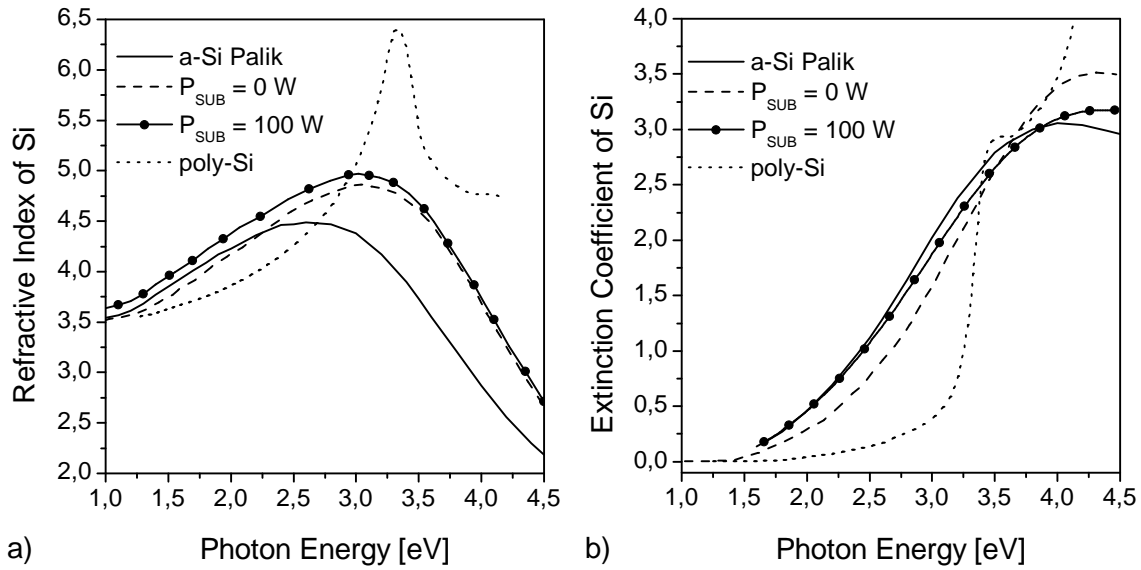 6,5
6,0
5,5
5,0
4,5
4,0
3,5
3,0
2,5
2,0
Refractive Index of Si
a-Si Palik
P_SUB = 0 W
P_SUB = 100 W
poly-Si
1,0 1,5 2,0 2,5 3,0 3,5 4,0 4,5
a) Photon Energy [eV]
4,0
3,5
3,0
2,5
2,0
1,5
1,0
0,5
0,0
Extinction Coefficient of Si
a-Si Palik
P_SUB = 0 W
P_SUB = 100 W
poly-Si
1,0 1,5 2,0 2,5 3,0 3,5 4,0 4,5
b) Photon Energy [eV]